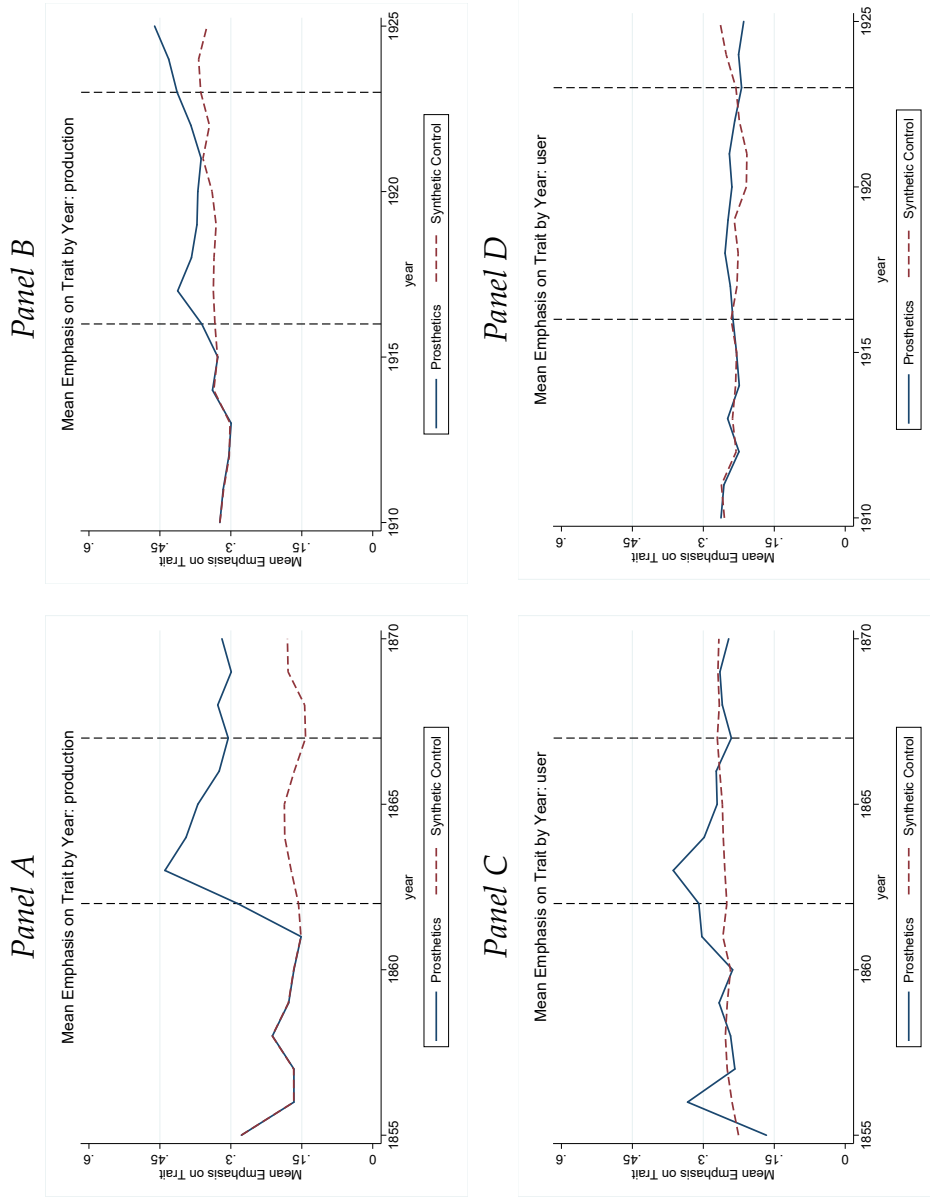 Panel A
Mean Emphasis on Trait by Year: production
Mean Emphasis on Trait
.6
.45
.3
.15
0
1855
1860
1865
1870
year
Prosthetics
Synthetic Control
Panel B
Mean Emphasis on Trait by Year: production
Mean Emphasis on Trait
.6
.45
.3
.15
0
1910
1915
1920
1925
year
Prosthetics
Synthetic Control
Panel C
Mean Emphasis on Trait by Year: user
Mean Emphasis on Trait
.6
.45
.3
.15
0
1855
1860
1865
1870
year
Prosthetics
Synthetic Control
Panel D
Mean Emphasis on Trait by Year: user
Mean Emphasis on Trait
.6
.45
.3
.15
0
1910
1915
1920
1925
year
Prosthetics
Synthetic Control